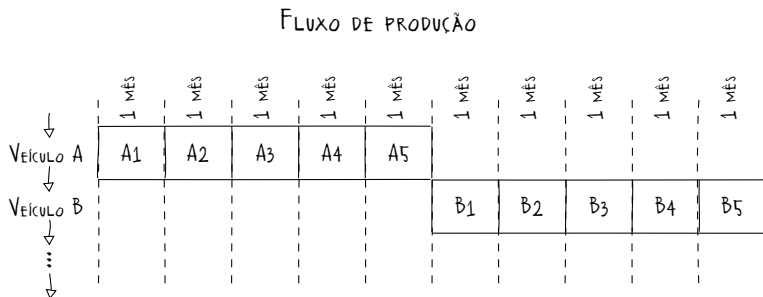 Fluxo de produção
1 mês 1 mês 1 mês 1 mês 1 mês 1 mês 1 mês 1 mês 1 mês 1 mês
Veículo A A1 A2 A3 A4 A5
Veículo B B1 B2 B3 B4 B5
...